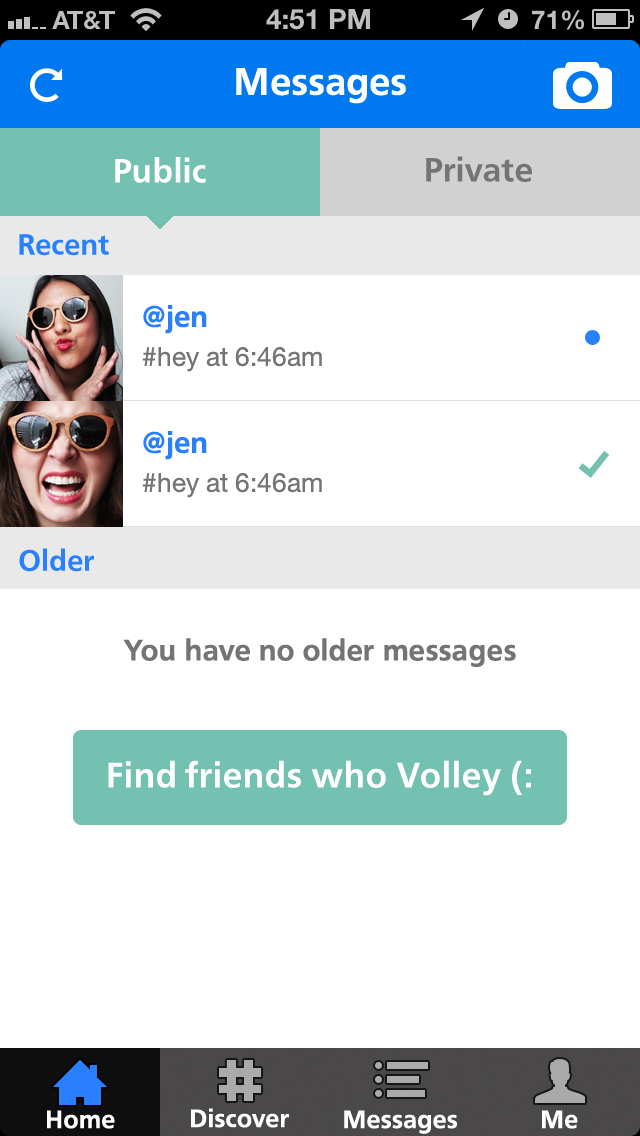 AT&T 4:51 PM 71%
Messages
Public Private
Recent
@jen
#hey at 6:46am
@jen
#hey at 6:46am
Older
You have no older messages
Find friends who Volley (:
Home Discover Messages Me